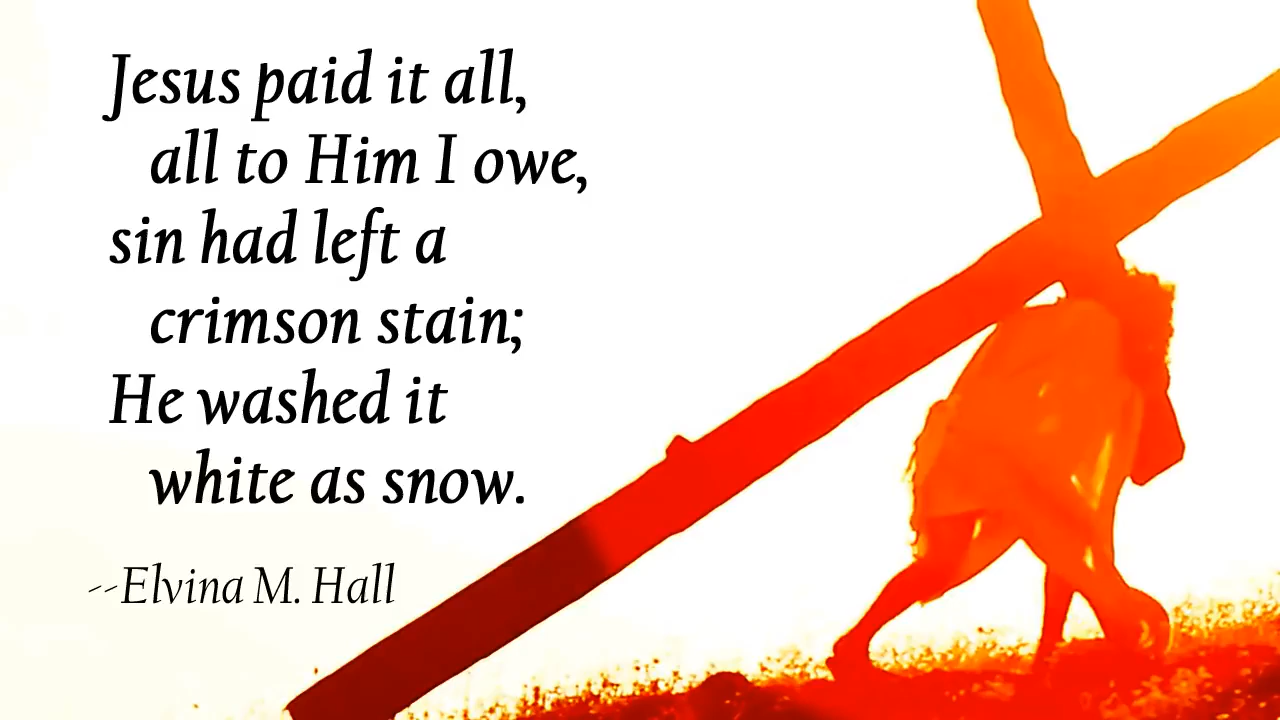 Jesus paid it all,
all to Him I owe,
sin had left a
crimson stain;
He washed it
white as snow.
--Elvina M. Hall